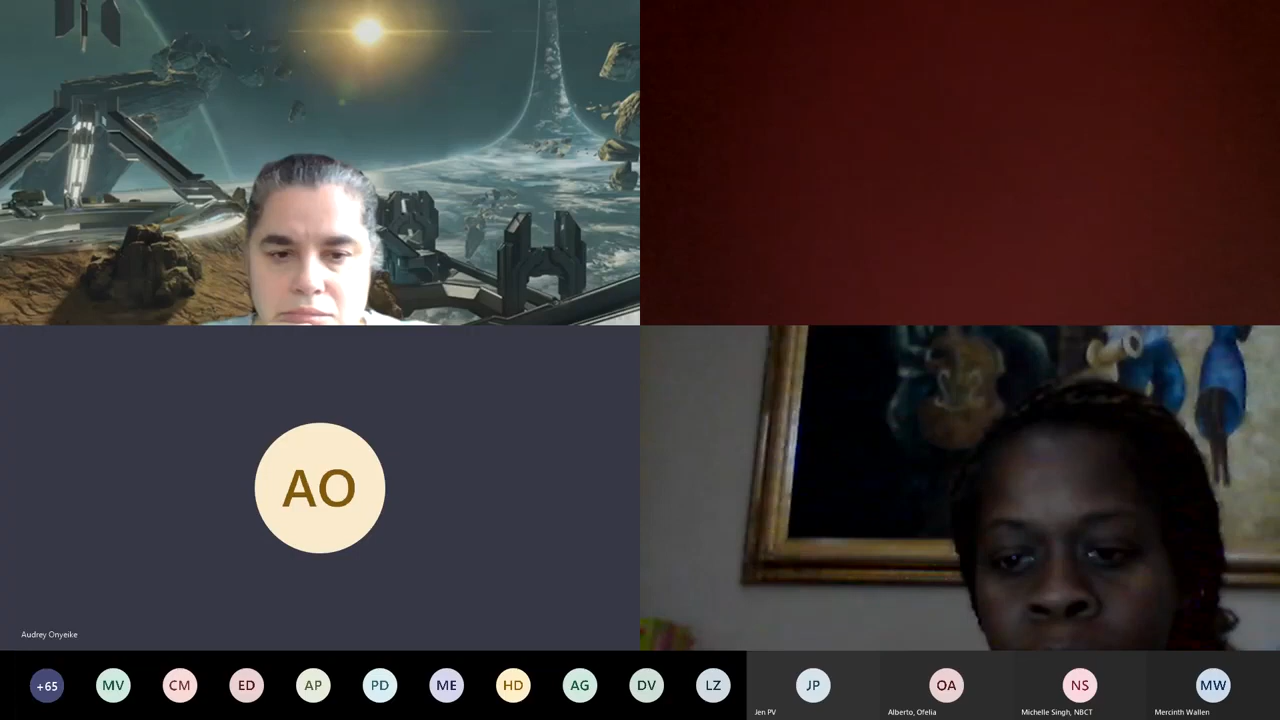 AO
Audrey Onyeike
+65
MV
CM
ED
AP
PD
ME
HD
AG
DV
LZ
JP
OA
NS
MW
Jen PV
Alberto, Ofelia
Michelle Singh, NBCT
Mercinth Wallen